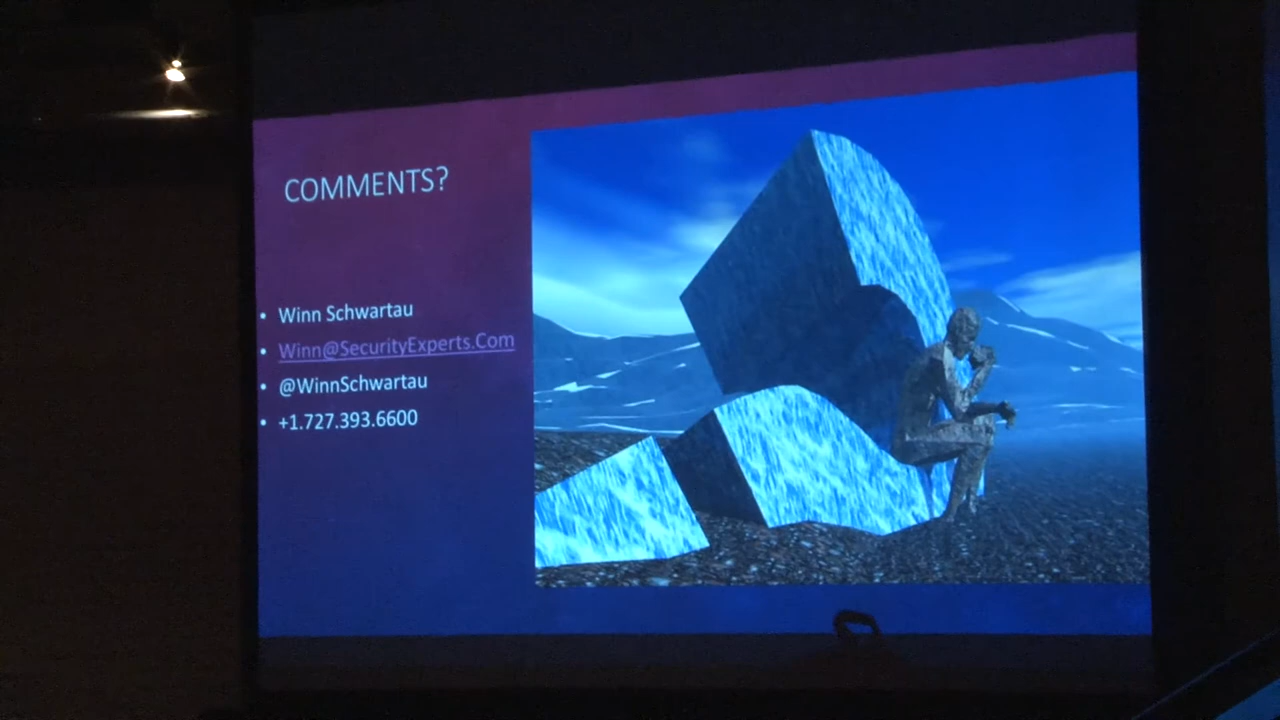 COMMENTS?
• Winn Schwartau
• Winn@SecurityExperts.Com
• @WinnSchwartau
• +1.727.393.6600